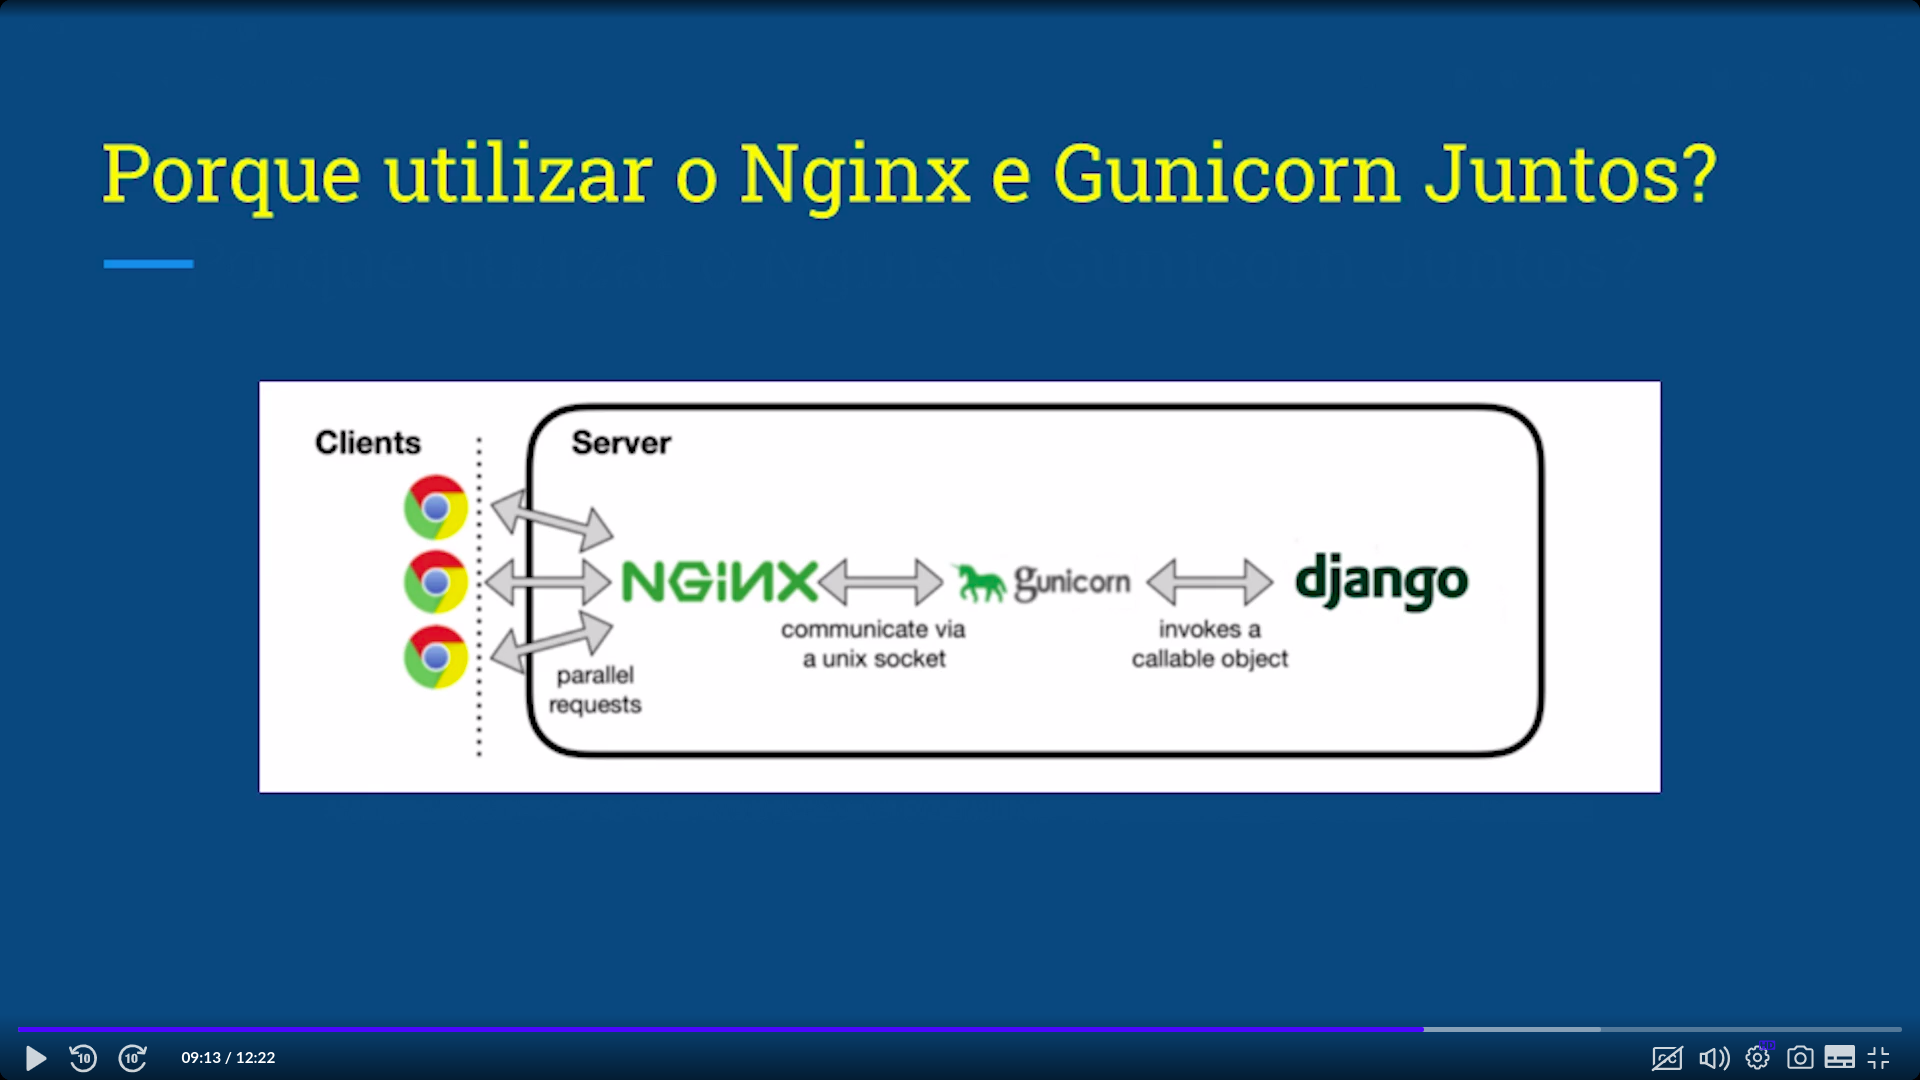 Porque utilizar o Nginx e Gunicorn Juntos?
Clients
Server
NGiNX
gunicorn
django
communicate via
a unix socket
invokes a
callable object
parallel
requests
10
10
09:13 / 12:22
CC